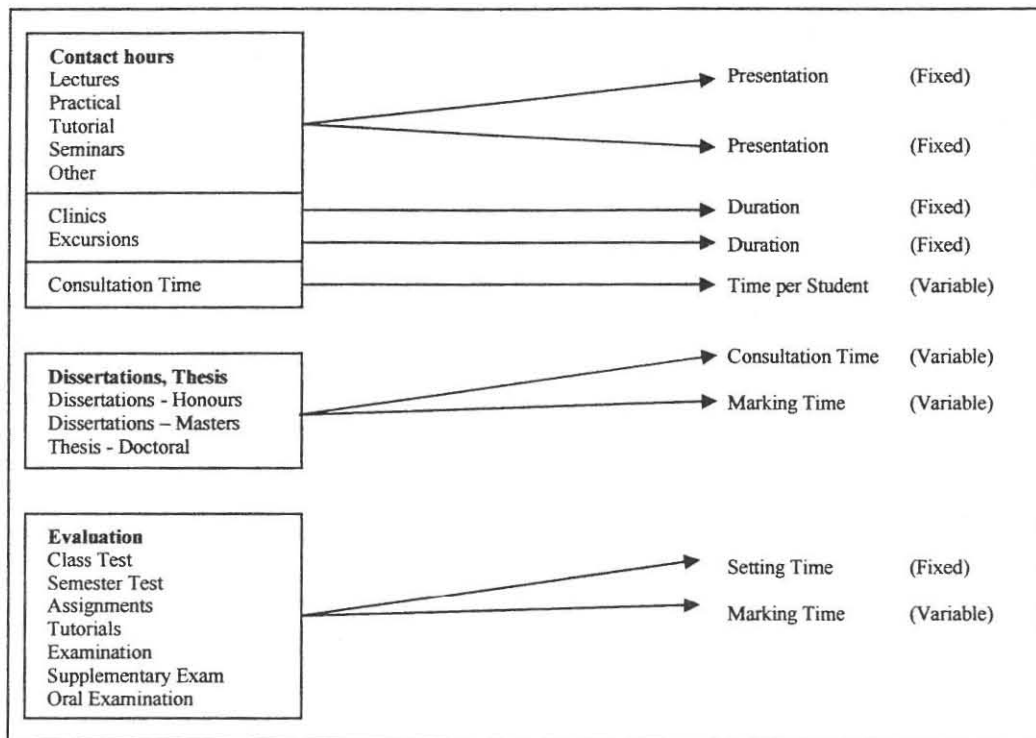 Contact hours
Lectures
Practical
Tutorial
Seminars
Other
Presentation (Fixed)
Presentation (Fixed)
Clinics
Excursions
Duration (Fixed)
Duration (Fixed)
Consultation Time
Time per Student (Variable)
Dissertations, Thesis
Dissertations - Honours
Dissertations – Masters
Thesis - Doctoral
Consultation Time (Variable)
Marking Time (Variable)
Evaluation
Class Test
Semester Test
Assignments
Tutorials
Examination
Supplementary Exam
Oral Examination
Setting Time (Fixed)
Marking Time (Variable)